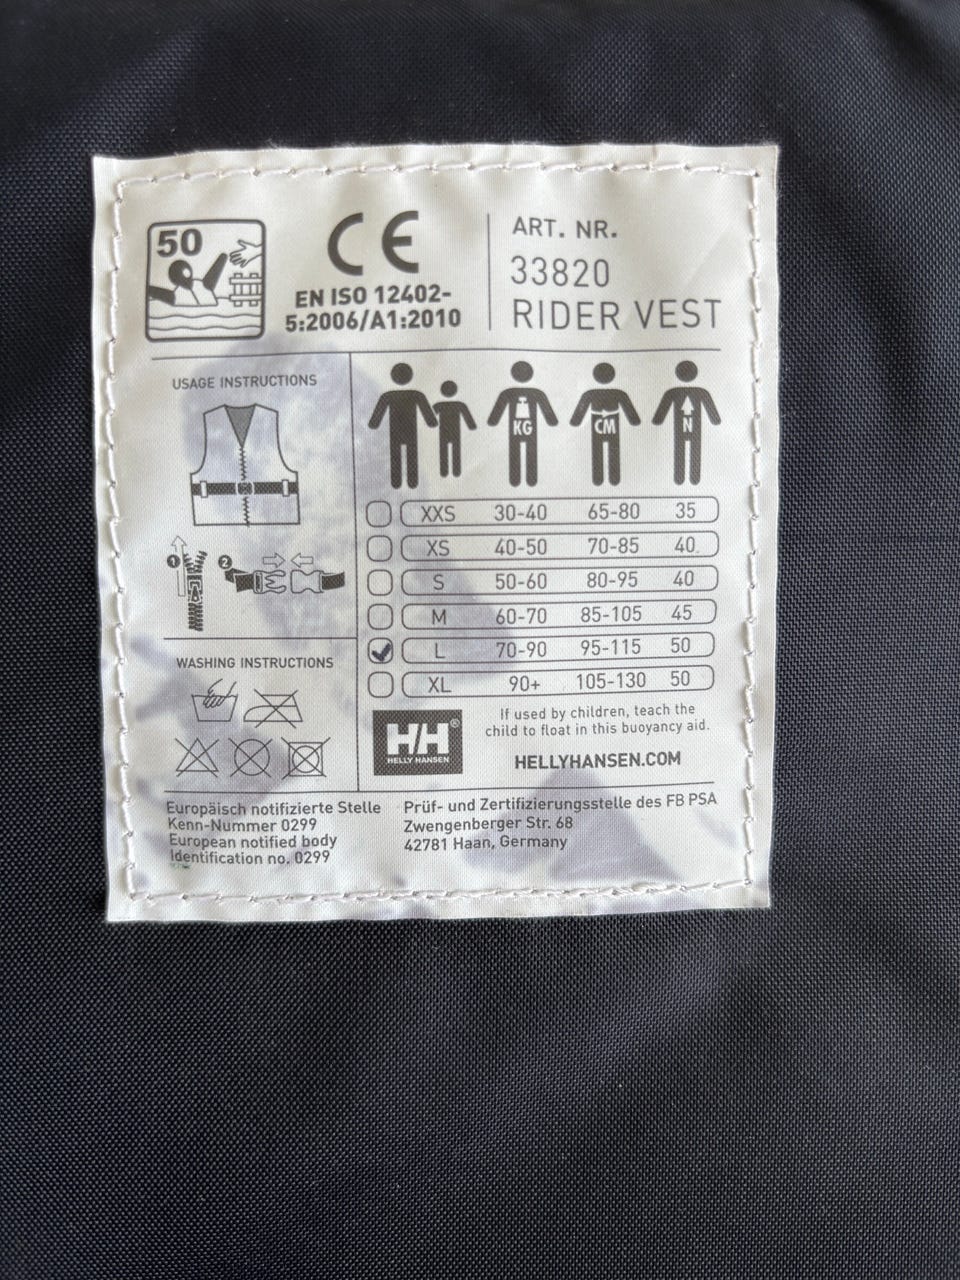 50
CE
EN ISO 12402-
5:2006/A1:2010
ART. NR.
33820
RIDER VEST
USAGE INSTRUCTIONS
1
2
KG
CM
N
XXS 30-40 65-80 35
XS 40-50 70-85 40
S 50-60 80-95 40
M 60-70 85-105 45
L 70-90 95-115 50
XL 90+ 105-130 50
WASHING INSTRUCTIONS
HH®
HELLY HANSEN
If used by children, teach the
child to float in this buoyancy aid.
HELLYHANSEN.COM
Europäisch notifizierte Stelle
Kenn-Nummer 0299
European notified body
Identification no. 0299
Prüf- und Zertifizierungsstelle des FB PSA
Zwengenberger Str. 68
42781 Haan, Germany